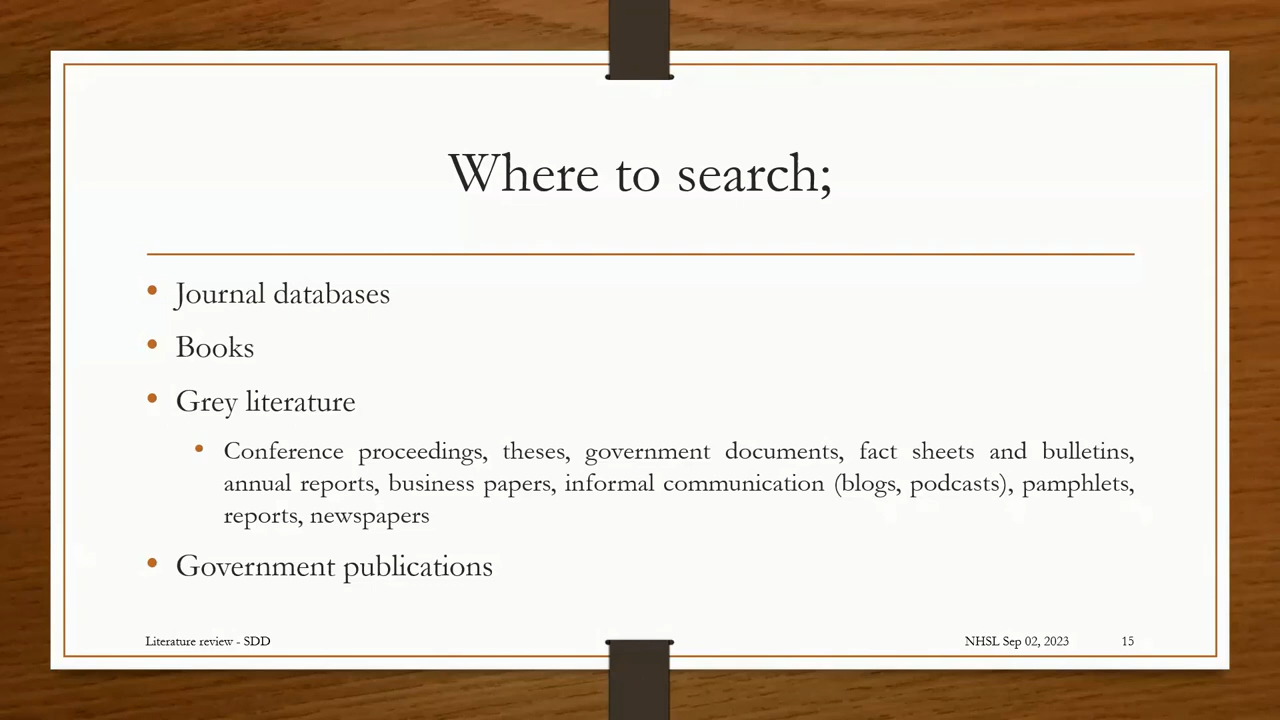 Where to search;
• Journal databases
• Books
• Grey literature
• Conference proceedings, theses, government documents, fact sheets and bulletins,
annual reports, business papers, informal communication (blogs, podcasts), pamphlets,
reports, newspapers
• Government publications
Literature review - SDD
NHSL Sep 02, 2023
15